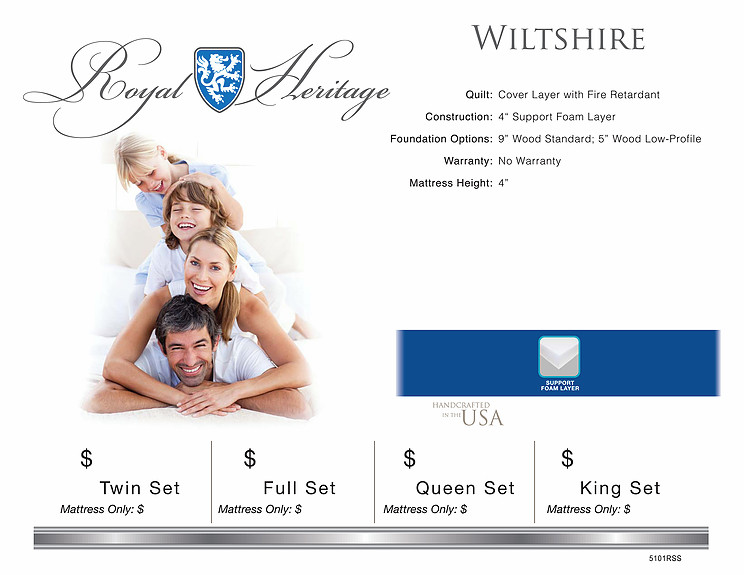 Royal Heritage
WILTSHIRE
Quilt: Cover Layer with Fire Retardant
Construction: 4” Support Foam Layer
Foundation Options: 9” Wood Standard; 5” Wood Low-Profile
Warranty: No Warranty
Mattress Height: 4”
SUPPORT
FOAM LAYER
HANDCRAFTED
IN THE USA
$ $ $ $
Twin Set Full Set Queen Set King Set
Mattress Only: $ Mattress Only: $ Mattress Only: $ Mattress Only: $
5101RSS